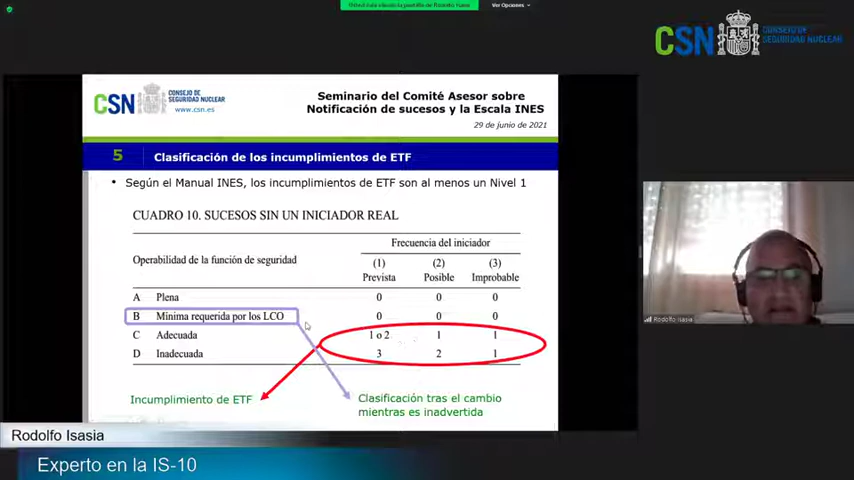 Ver Opciones
CSN
CONSEJO DE
SEGURIDAD NUCLEAR
CSN
CONSEJO DE
SEGURIDAD NUCLEAR
www.csn.es
Seminario del Comité Asesor sobre
Notificación de sucesos y la Escala INES
29 de junio de 2021
5 Clasificación de los incumplimientos de ETF
• Según el Manual INES, los incumplimientos de ETF son al menos un Nivel 1
CUADRO 10. SUCESOS SIN UN INICIADOR REAL
Frecuencia del iniciador
Operabilidad de la función de seguridad (1) (2) (3)
Prevista Posible Improbable
A Plena 0 0 0
B Mínima requerida por los LCO 0 0 0
C Adecuada 1 o 2 1 1
D Inadecuada 3 2 1
Incumplimiento de ETF
Clasificación tras el cambio
mientras es inadvertida
Rodolfo Isasia
Rodolfo Isasia
Experto en la IS-10